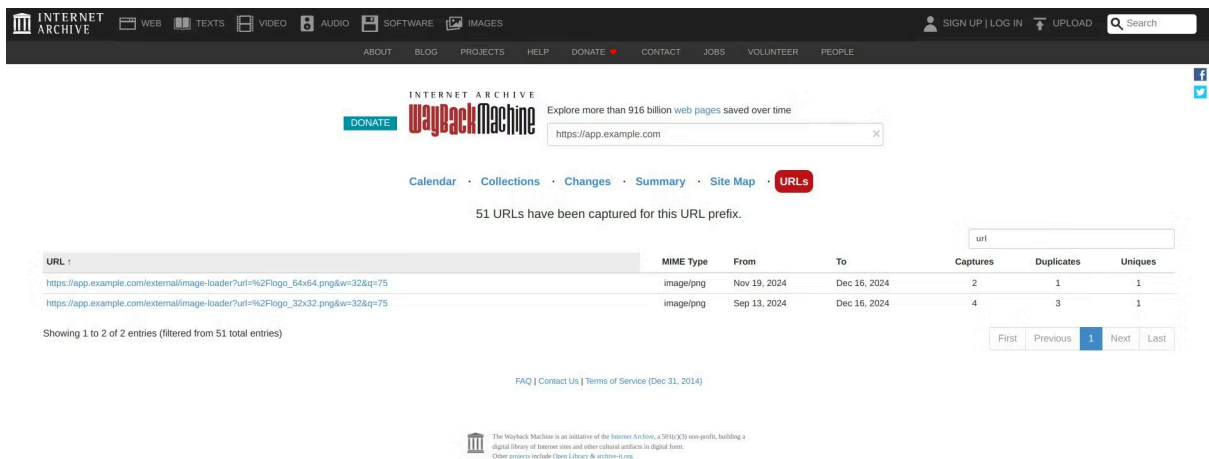 INTERNET ARCHIVE
WEB TEXTS VIDEO AUDIO SOFTWARE IMAGES SIGN UP | LOG IN UPLOAD Search
ABOUT BLOG PROJECTS HELP DONATE CONTACT JOBS VOLUNTEER PEOPLE
DONATE
INTERNET ARCHIVE
WayBackMachine
Explore more than 916 billion web pages saved over time
https://app.example.com ×
Calendar · Collections · Changes · Summary · Site Map · URLs
51 URLs have been captured for this URL prefix.
url
URL ↑ MIME Type From To Captures Duplicates Uniques
https://app.example.com/external/image-loader?url=%2Flogo_64x64.png&w=32&q=75 image/png Nov 19, 2024 Dec 16, 2024 2 1 1
https://app.example.com/external/image-loader?url=%2Flogo_32x32.png&w=32&q=75 image/png Sep 13, 2024 Dec 16, 2024 4 3 1
Showing 1 to 2 of 2 entries (filtered from 51 total entries)
First Previous 1 Next Last
FAQ | Contact Us | Terms of Service (Dec 31, 2014)
The Wayback Machine is an initiative of the Internet Archive, a 501(c)(3) non-profit, building a
digital library of Internet sites and other cultural artifacts in digital form.
Other projects include Open Library & archive-it.org.